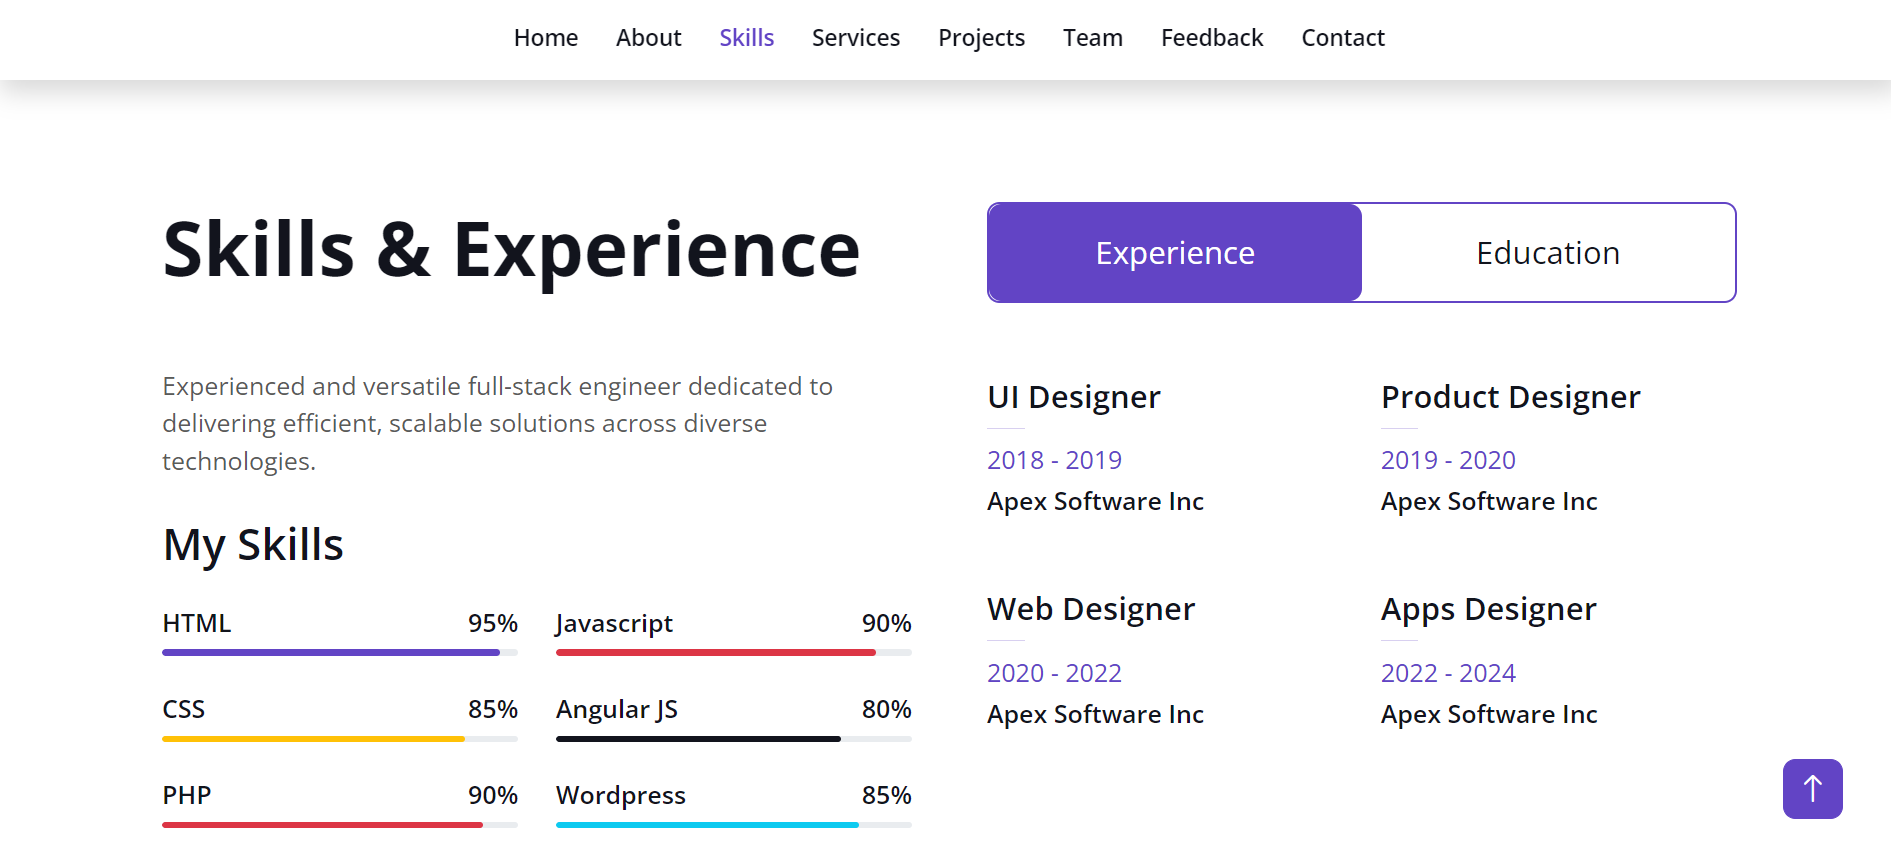 Home About Skills Services Projects Team Feedback Contact
Skills & Experience
Experienced and versatile full-stack engineer dedicated to
delivering efficient, scalable solutions across diverse
technologies.
My Skills
HTML 95%
Javascript 90%
CSS 85%
Angular JS 80%
PHP 90%
Wordpress 85%
Experience Education
UI Designer
2018 - 2019
Apex Software Inc
Product Designer
2019 - 2020
Apex Software Inc
Web Designer
2020 - 2022
Apex Software Inc
Apps Designer
2022 - 2024
Apex Software Inc